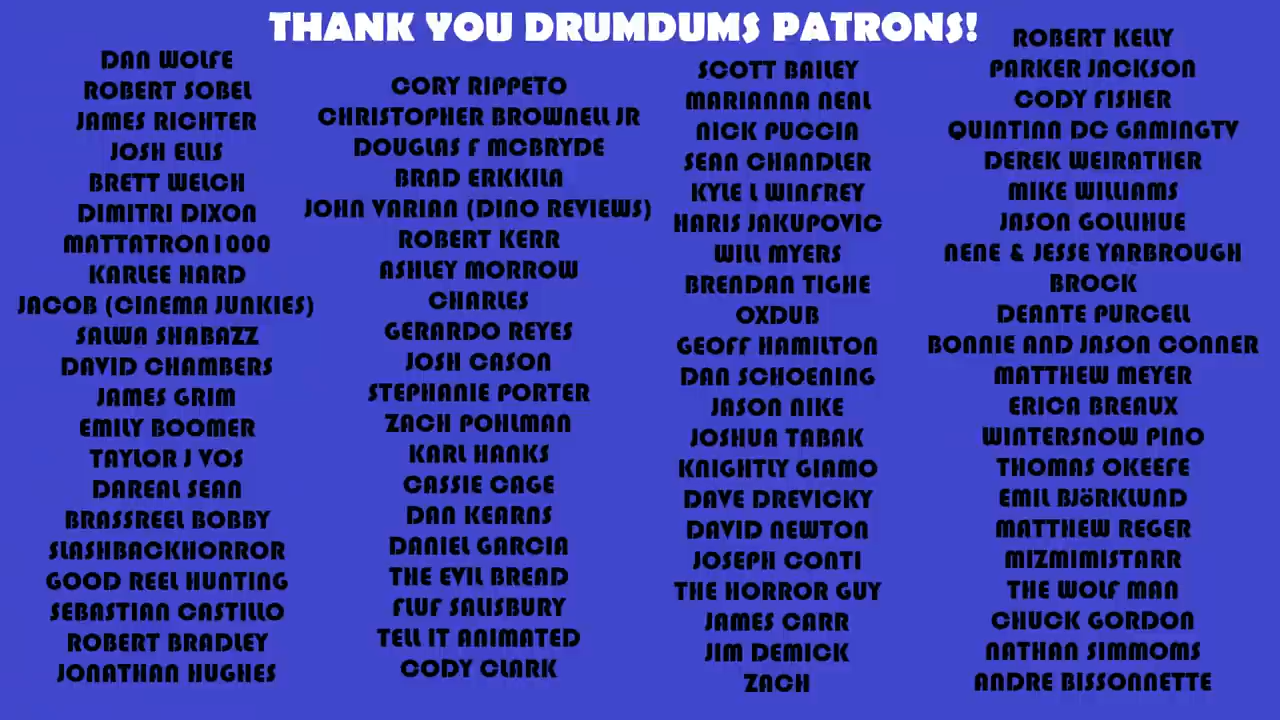 THANK YOU DRUMDUMS PATRONS!
DAN WOLFE
ROBERT SOBEL
JAMES RICHTER
JOSH ELLIS
BRETT WELCH
DIMITRI DIXON
MATTATRON1000
KARLEE HARD
JACOB (CINEMA JUNKIES)
SALWA SHABAZZ
DAVID CHAMBERS
JAMES GRIM
EMILY BOOMER
TAYLOR J VOS
DAREAL SEAN
BRASSREEL BOBBY
SLASHBACKHORROR
GOOD REEL HUNTING
SEBASTIAN CASTILLO
ROBERT BRADLEY
JONATHAN HUGHES
CORY RIPPETO
CHRISTOPHER BROWNELL JR
DOUGLAS F MCBRYDE
BRAD ERKKILA
JOHN VARIAN (DINO REVIEWS)
ROBERT KERR
ASHLEY MORROW
CHARLES
GERARDO REYES
JOSH CASON
STEPHANIE PORTER
ZACH POHLMAN
KARL HANKS
CASSIE CAGE
DAN KEARNS
DANIEL GARCIA
THE EVIL BREAD
FLUF SALISBURY
TELL IT ANIMATED
CODY CLARK
SCOTT BAILEY
MARIANNA NEAL
NICK PUCCIA
SEAN CHANDLER
KYLE L WINFREY
HARIS JAKUPOVIC
WILL MYERS
BRENDAN TIGHE
OXDUB
GEOFF HAMILTON
DAN SCHOENING
JASON NIKE
JOSHUA TABAK
KNIGHTLY GIAMO
DAVE DREVICKY
DAVID NEWTON
JOSEPH CONTI
THE HORROR GUY
JAMES CARR
JIM DEMICK
ZACH
ROBERT KELLY
PARKER JACKSON
CODY FISHER
QUINTINN DC GAMINGTV
DEREK WEIRATHER
MIKE WILLIAMS
JASON GOLLIHUE
NENE & JESSE YARBROUGH
BROCK
DEANTE PURCELL
BONNIE AND JASON CONNER
MATTHEW MEYER
ERICA BREAUX
WINTERSNOW PINO
THOMAS OKEEFE
EMIL BJöRKLUND
MATTHEW REGER
MIZMIMISTARR
THE WOLF MAN
CHUCK GORDON
NATHAN SIMMOMS
ANDRE BISSONNETTE